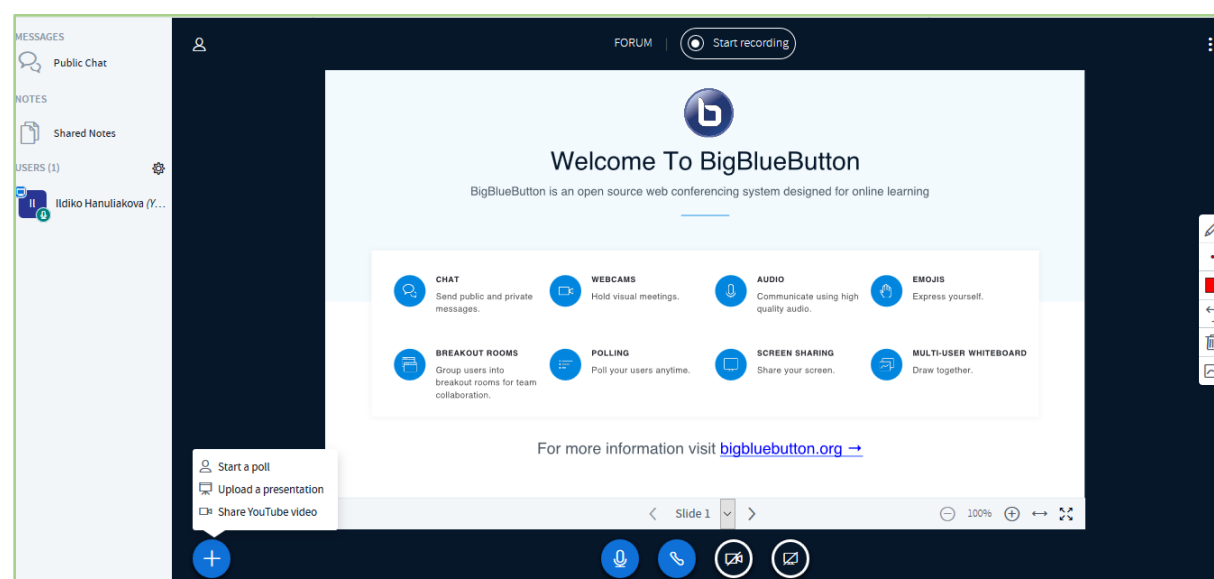 MESSAGES
Public Chat
NOTES
Shared Notes
USERS (1)
II
Ildiko Hanuliakova (Y...
FORUM
Start recording
b
Welcome To BigBlueButton
BigBlueButton is an open source web conferencing system designed for online learning
CHAT
Send public and private
messages.
WEBCAMS
Hold visual meetings.
AUDIO
Communicate using high
quality audio.
EMOJIS
Express yourself.
BREAKOUT ROOMS
Group users into
breakout rooms for team
collaboration.
POLLING
Poll your users anytime.
SCREEN SHARING
Share your screen.
MULTI-USER WHITEBOARD
Draw together.
For more information visit bigbluebutton.org →
Start a poll
Upload a presentation
Share YouTube video
Slide 1
100%